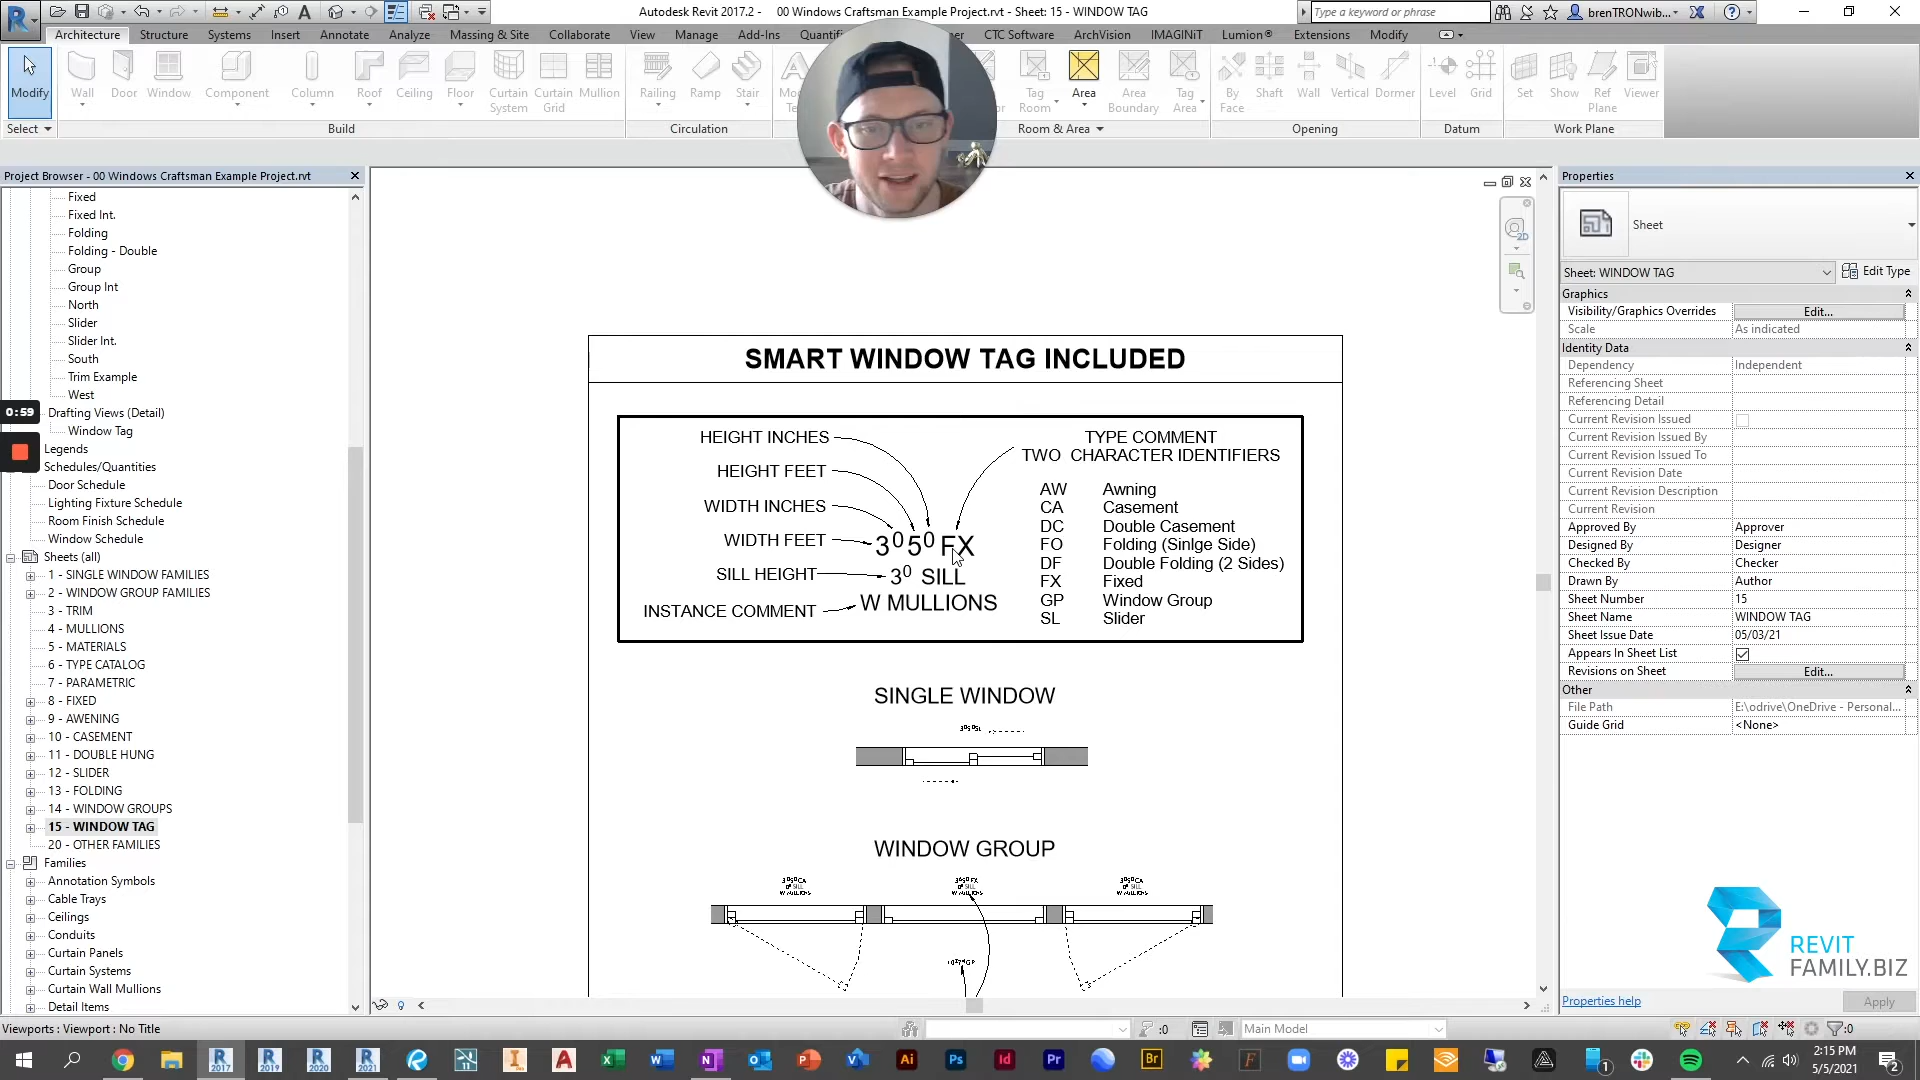 Autodesk Revit 2017.2 - 00 Windows Craftsman Example Project.rvt - Sheet: 15 - WINDOW TAG
Type a keyword or phrase
brenTRONwib...
Architecture Structure Systems Insert Annotate Analyze Massing & Site Collaborate View Manage Add-Ins CTC Software ArchVision IMAGINiT Lumion® Extensions Modify
Modify Wall Door Window Component Column Roof Ceiling Floor Curtain System Curtain Grid Mullion Railing Ramp Stair Tag Room Area Area Boundary Tag Area By Face Shaft Wall Vertical Dormer Level Grid Set Show Ref Plane Viewer
Select Build Circulation Room & Area Opening Datum Work Plane
Project Browser - 00 Windows Craftsman Example Project.rvt
Fixed
Fixed Int.
Folding
Folding - Double
Group
Group Int
North
Slider
Slider Int.
South
Trim Example
West
Drafting Views (Detail)
Window Tag
Legends
Schedules/Quantities
Door Schedule
Lighting Fixture Schedule
Room Finish Schedule
Window Schedule
Sheets (all)
1 - SINGLE WINDOW FAMILIES
2 - WINDOW GROUP FAMILIES
3 - TRIM
4 - MULLIONS
5 - MATERIALS
6 - TYPE CATALOG
7 - PARAMETRIC
8 - FIXED
9 - AWENING
10 - CASEMENT
11 - DOUBLE HUNG
12 - SLIDER
13 - FOLDING
14 - WINDOW GROUPS
15 - WINDOW TAG
20 - OTHER FAMILIES
Families
Annotation Symbols
Cable Trays
Ceilings
Conduits
Curtain Panels
Curtain Systems
Curtain Wall Mullions
Detail Items
0:59
SMART WINDOW TAG INCLUDED
HEIGHT INCHES
HEIGHT FEET
WIDTH INCHES
WIDTH FEET
SILL HEIGHT
INSTANCE COMMENT
3⁰5⁰ FX
3⁰ SILL
W MULLIONS
TYPE COMMENT
TWO CHARACTER IDENTIFIERS
AW Awning
CA Casement
DC Double Casement
FO Folding (Sinlge Side)
DF Double Folding (2 Sides)
FX Fixed
GP Window Group
SL Slider
SINGLE WINDOW
WINDOW GROUP
Properties
2D
Sheet
Sheet: WINDOW TAG Edit Type
Graphics
Visibility/Graphics Overrides Edit...
Scale As indicated
Identity Data
Dependency Independent
Referencing Sheet
Referencing Detail
Current Revision Issued
Current Revision Issued By
Current Revision Issued To
Current Revision Date
Current Revision Description
Current Revision
Approved By Approver
Designed By Designer
Checked By Checker
Drawn By Author
Sheet Number 15
Sheet Name WINDOW TAG
Sheet Issue Date 05/03/21
Appears In Sheet List
Revisions on Sheet Edit...
Other
File Path E:\odrive\OneDrive - Personal...
Guide Grid <None>
REVIT
FAMILY.BIZ
Properties help Apply
Viewports : Viewport : No Title
:0
Main Model
:0
2:15 PM
5/5/2021